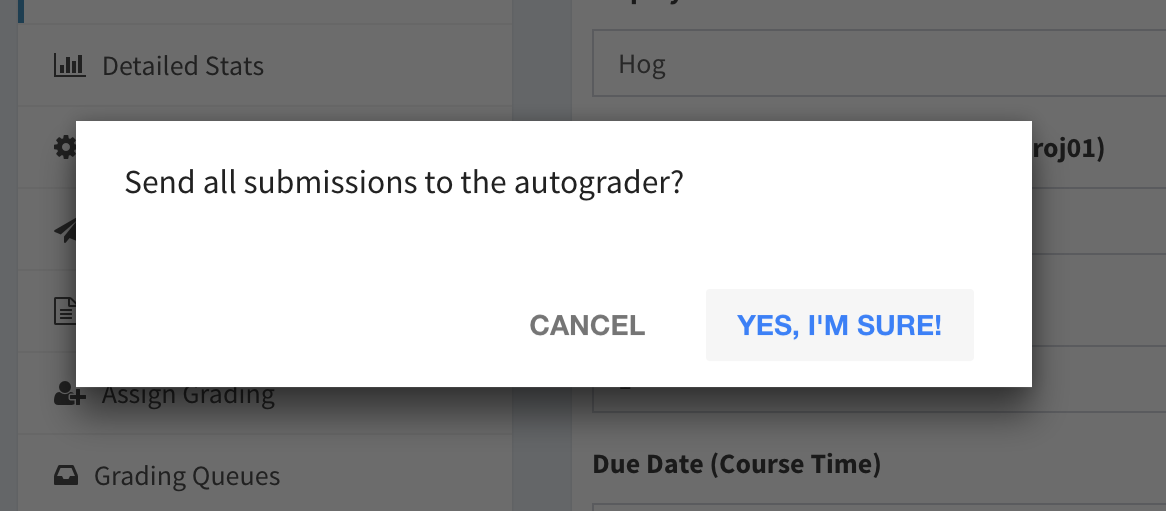 Detailed Stats
Hog
roj01)
Send all submissions to the autograder?
CANCEL
YES, I'M SURE!
Assign Grading
Due Date (Course Time)
Grading Queues